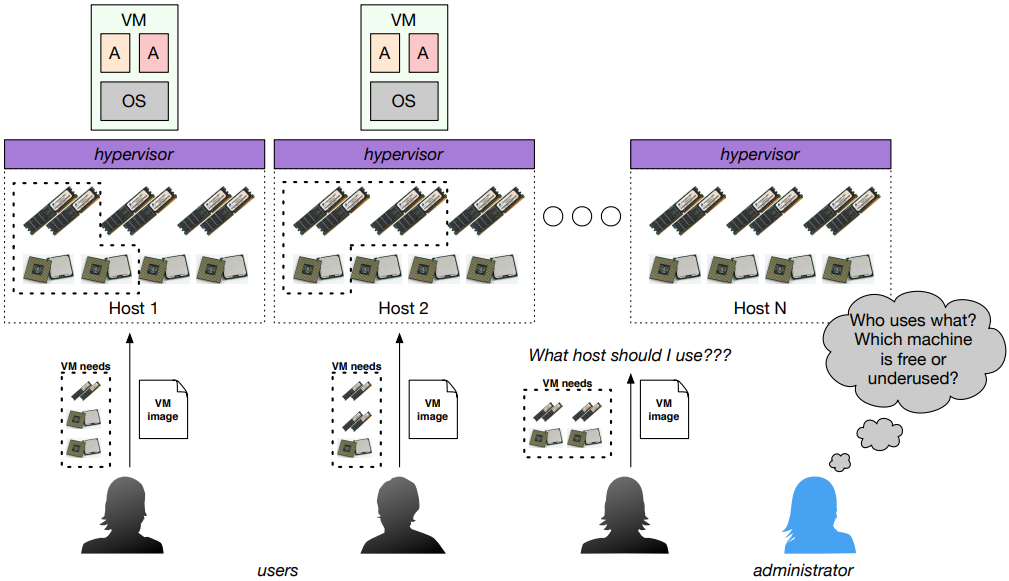 VM
A
A
OS
VM
A
A
OS
hypervisor
hypervisor
hypervisor
Host 1
Host 2
Host N
Who uses what?
Which machine
is free or
underused?
What host should I use???
VM needs
VM
image
VM needs
VM
image
VM needs
VM
image
users
administrator